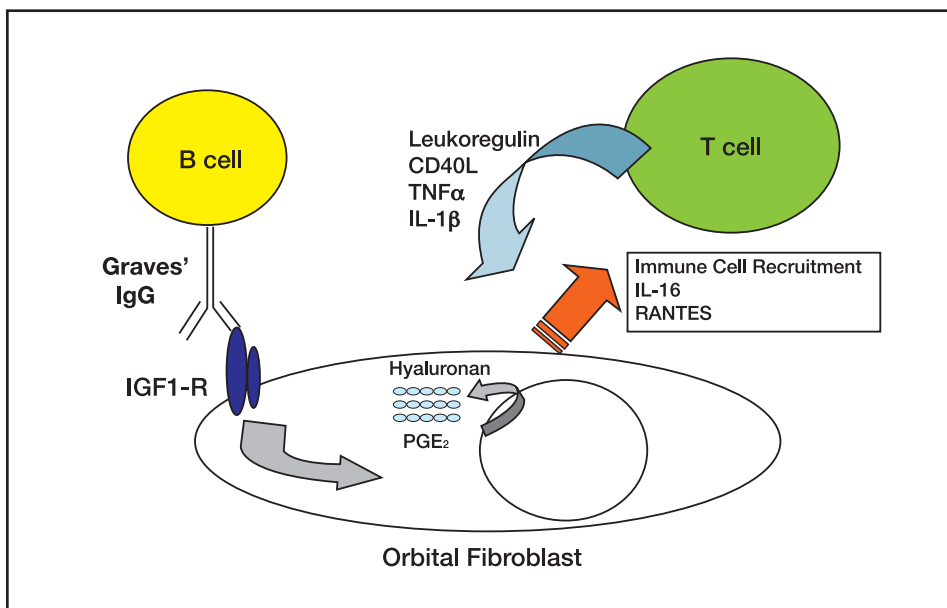 B cell
Graves’
IgG
IGF1-R
Leukoregulin
CD40L
TNFα
IL-1β
T cell
Immune Cell Recruitment
IL-16
RANTES
Hyaluronan
PGE₂
Orbital Fibroblast